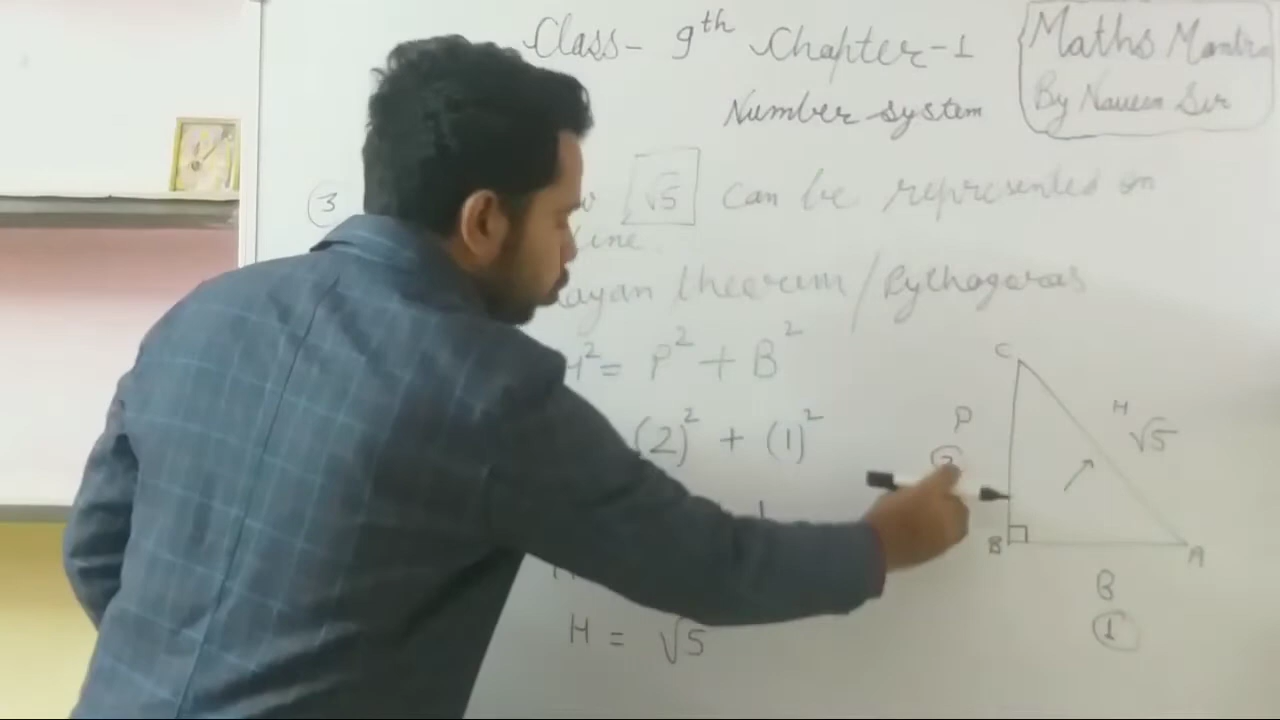 Class- 9th Chapter-1
Number system
Maths Mantra
By Naveen Sir
3
√5 can be represented on
line.
theorem / Pythagoras
H² = P² + B²
(2)² + (1)²
H = √5
C
P
H
√5
2
B
A
B
1